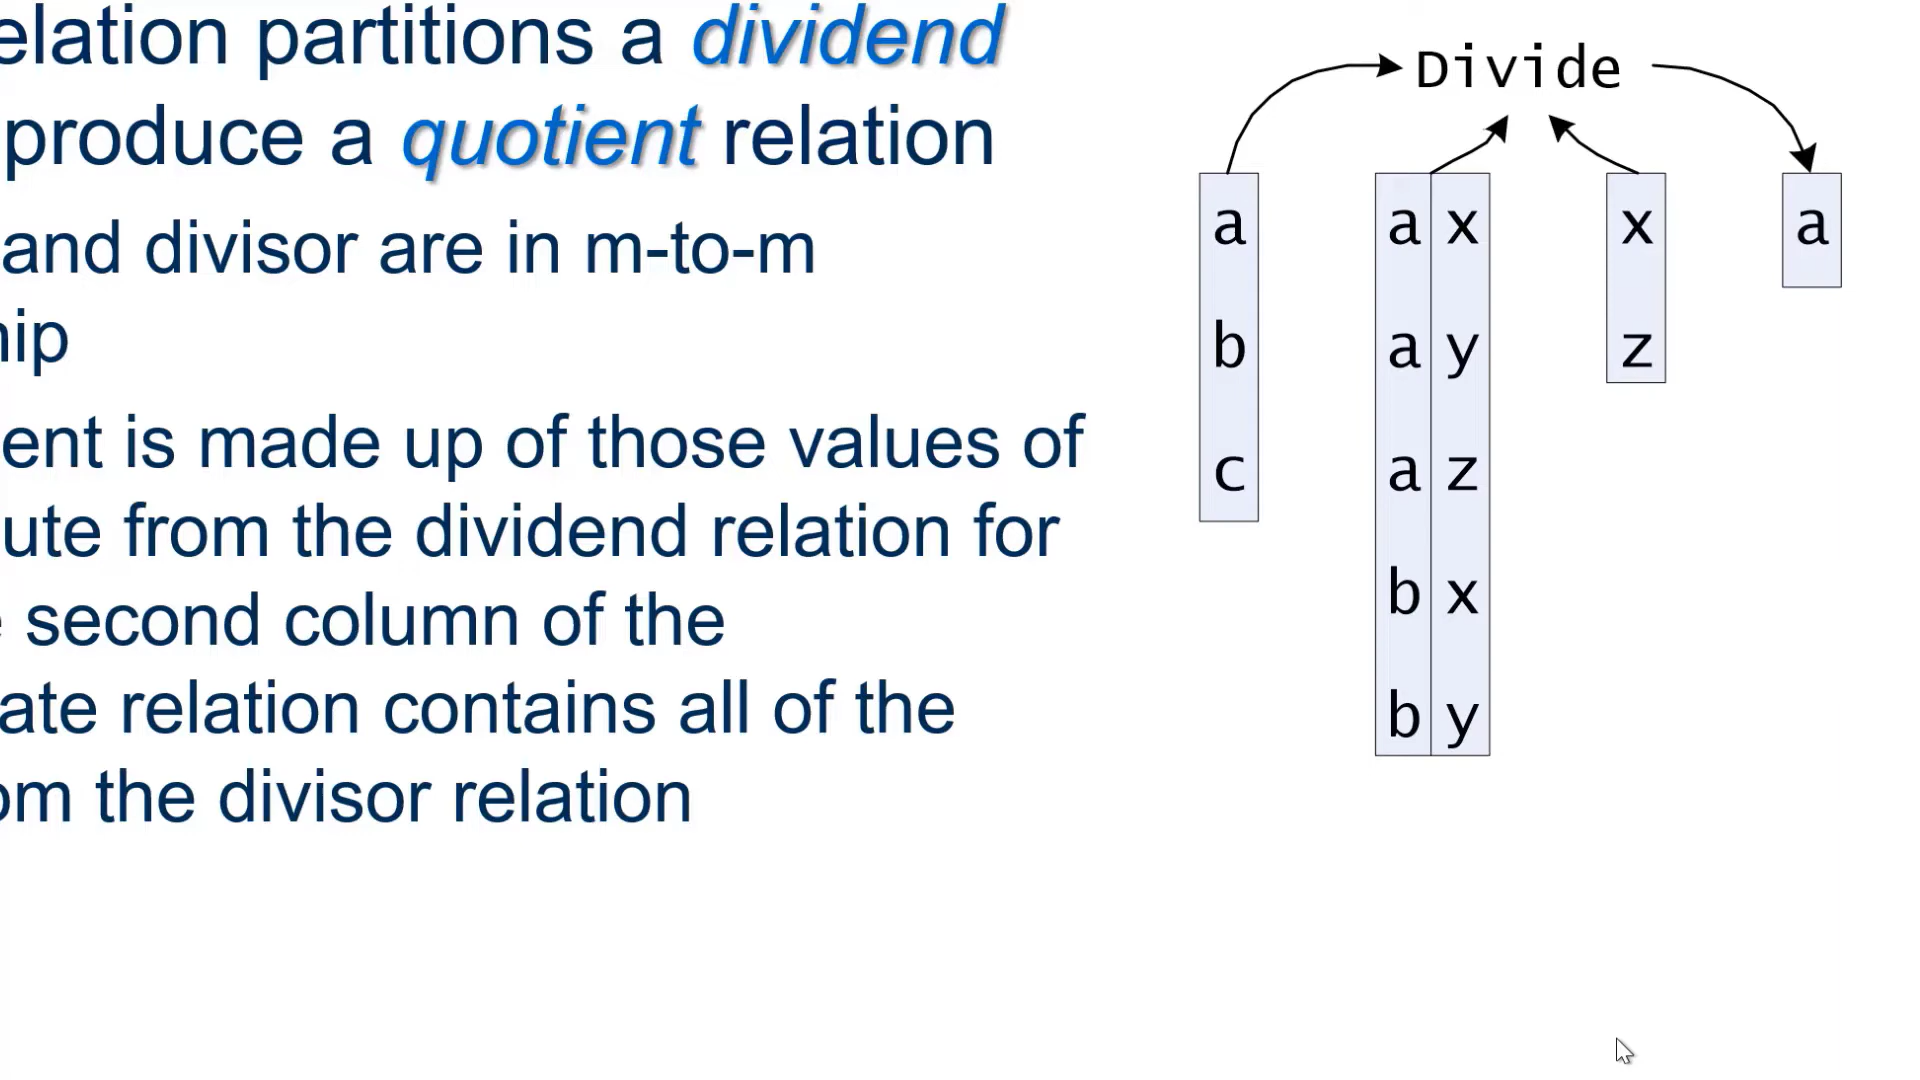 elation partitions a dividend
produce a quotient relation
and divisor are in m-to-m
hip
ent is made up of those values of
ute from the dividend relation for
second column of the
ate relation contains all of the
om the divisor relation
Divide
a a x x a
b a y z
c a z
b x
b y